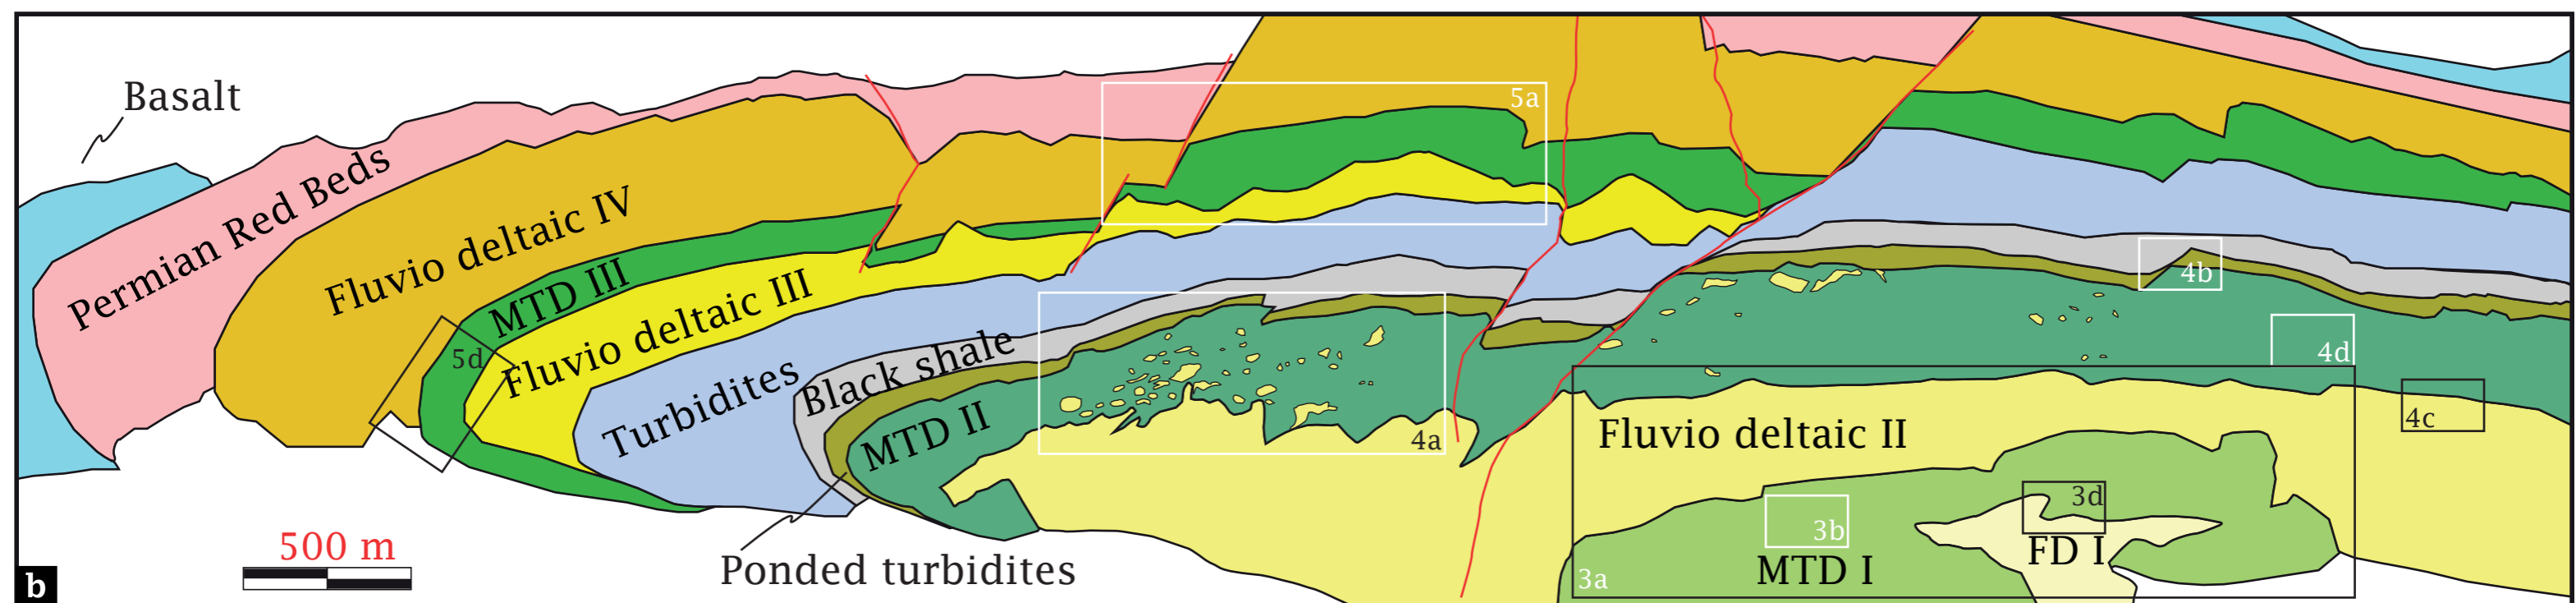 Basalt
5a
Permian Red Beds
Fluvio deltaic IV
4b
MTD III
Fluvio deltaic III
5d
4d
Black shale
Turbidites
4c
MTD II
4a
Fluvio deltaic II
3d
3b
500 m
FD I
Ponded turbidites
MTD I
3a
b